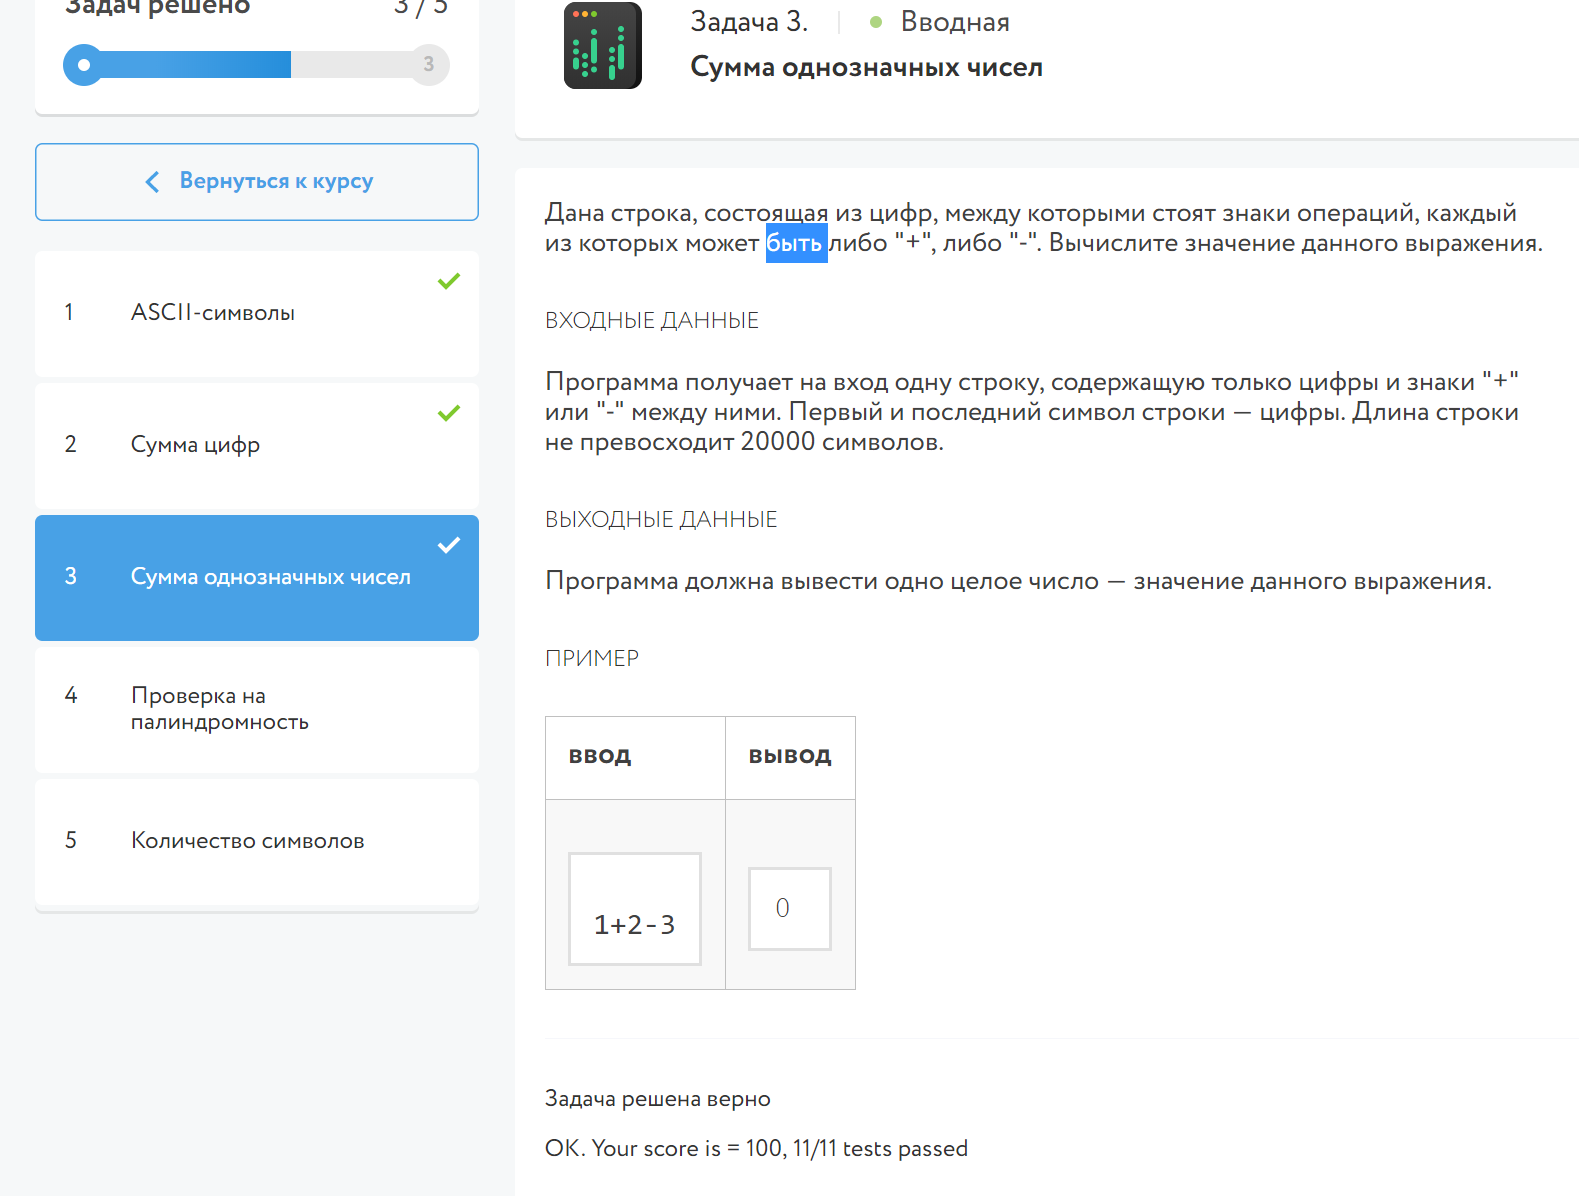 Задач решено
3 / 5
3
Вернуться к курсу
1 ASCII-символы
2 Сумма цифр
3 Сумма однозначных чисел
4 Проверка на
палиндромность
5 Количество символов
Задача 3.
Вводная
Сумма однозначных чисел
Дана строка, состоящая из цифр, между которыми стоят знаки операций, каждый
из которых может быть либо "+", либо "-". Вычислите значение данного выражения.
ВХОДНЫЕ ДАННЫЕ
Программа получает на вход одну строку, содержащую только цифры и знаки "+"
или "-" между ними. Первый и последний символ строки — цифры. Длина строки
не превосходит 20000 символов.
ВЫХОДНЫЕ ДАННЫЕ
Программа должна вывести одно целое число — значение данного выражения.
ПРИМЕР
ввод вывод
1+2-3 0
Задача решена верно
OK. Your score is = 100, 11/11 tests passed